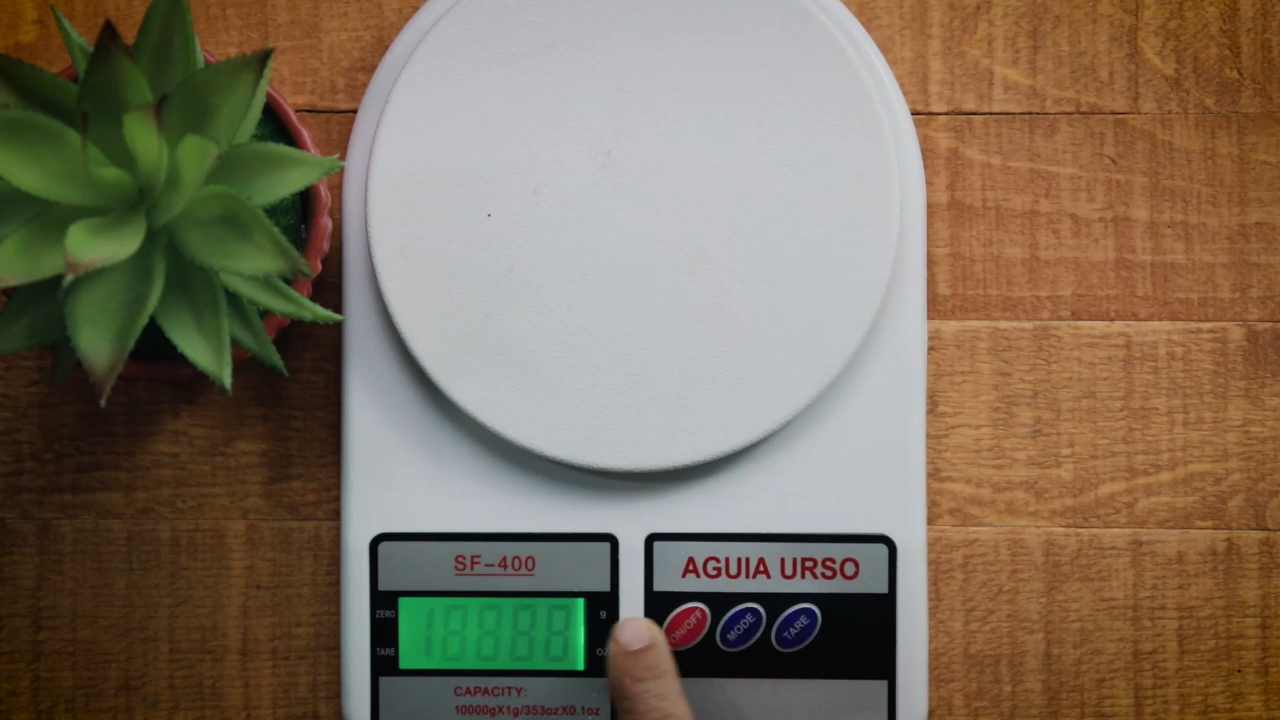 SF-400
AGUIA URSO
ZERO
g
TARE
OZ
18888
ON/OFF
MODE
TARE
CAPACITY:
10000gX1g/353ozX0.1oz